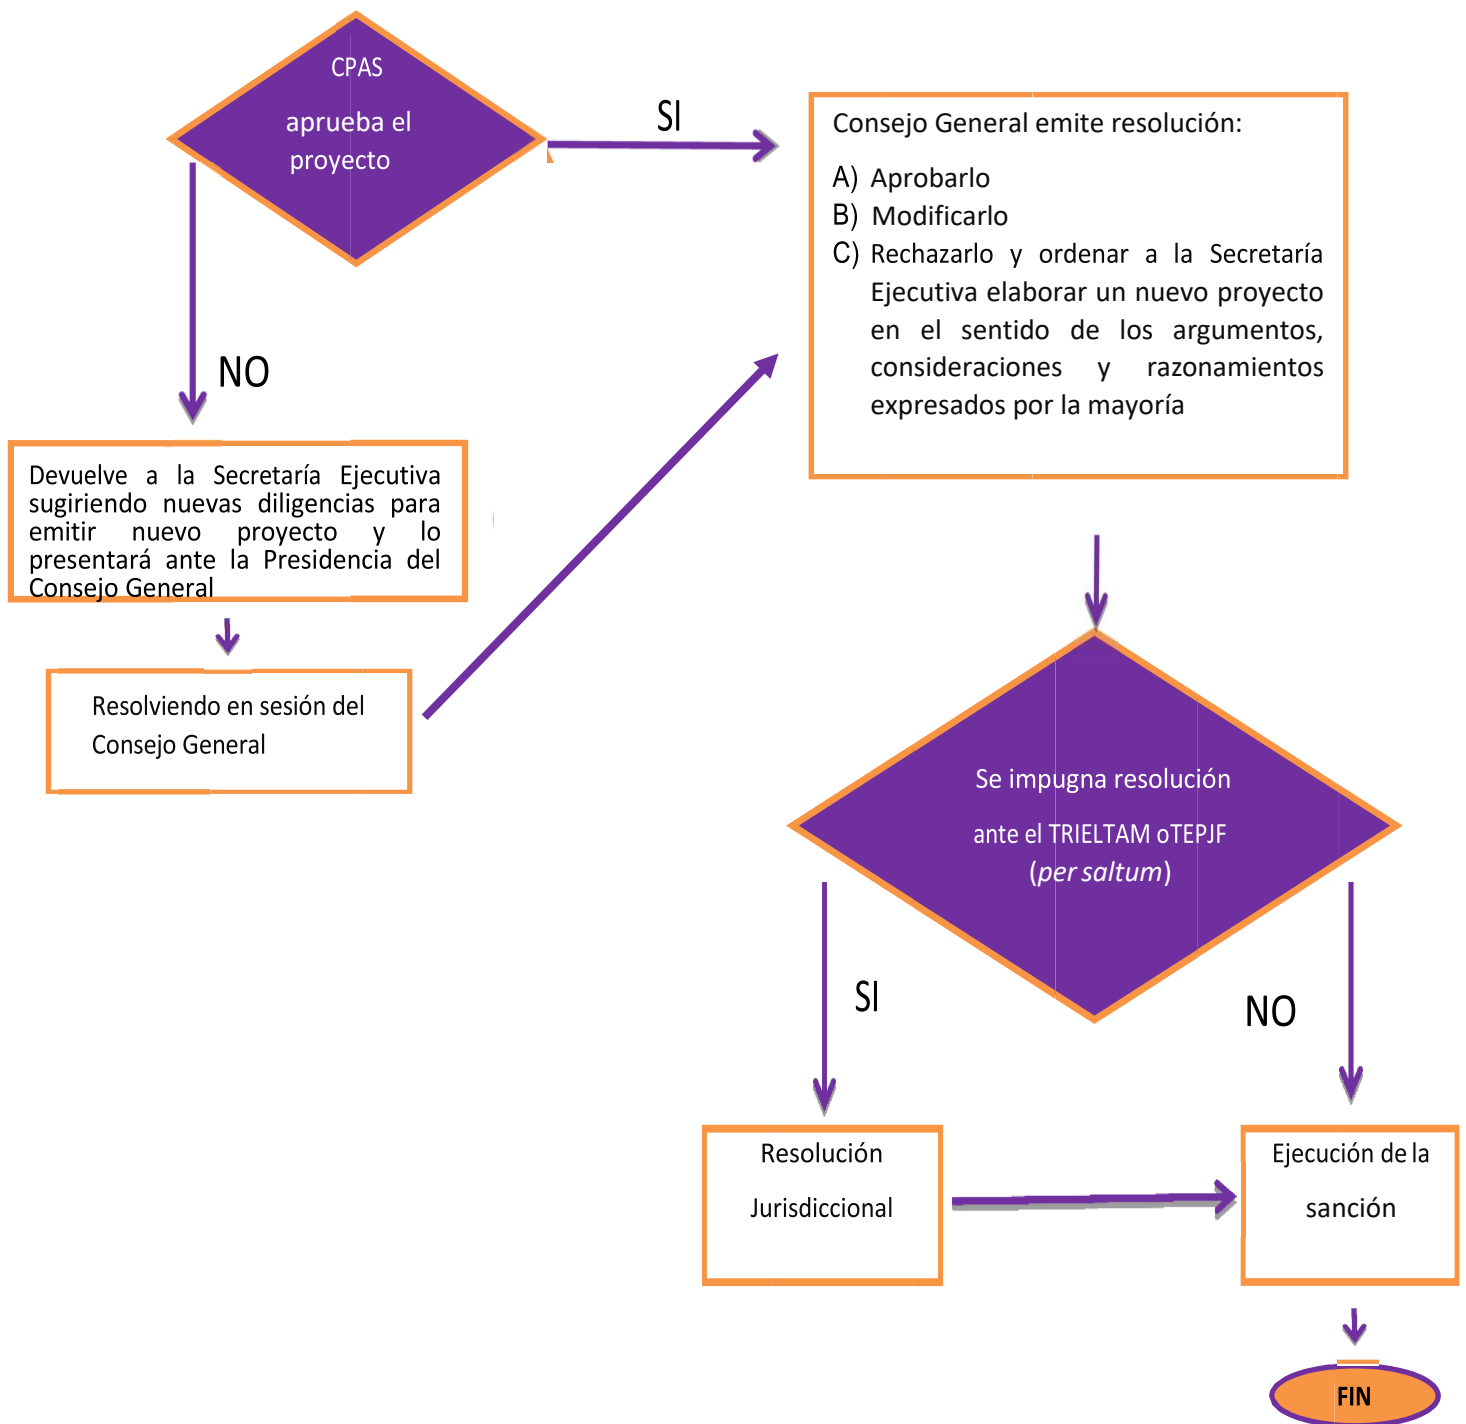 CPAS
aprueba el
proyecto
SI
Consejo General emite resolución:
A) Aprobarlo
B) Modificarlo
C) Rechazarlo y ordenar a la Secretaría
Ejecutiva elaborar un nuevo proyecto
en el sentido de los argumentos,
consideraciones y razonamientos
expresados por la mayoría
NO
Devuelve a la Secretaría Ejecutiva
sugiriendo nuevas diligencias para
emitir nuevo proyecto y lo
presentará ante la Presidencia del
Consejo General
Resolviendo en sesión del
Consejo General
Se impugna resolución
ante el TRIELTAM oTEPJF
(per saltum)
SI
NO
Resolución
Jurisdiccional
Ejecución de la
sanción
FIN